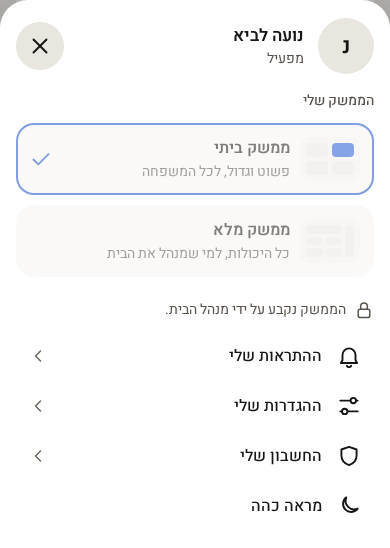 נ
נועה לביא
מפעיל
הממשק שלי
ממשק ביתי
פשוט וגדול, לכל המשפחה
ממשק מלא
כל היכולות, למי שמנהל את הבית
הממשק נקבע על ידי מנהל הבית.
ההתראות שלי
ההגדרות שלי
החשבון שלי
מראה כהה